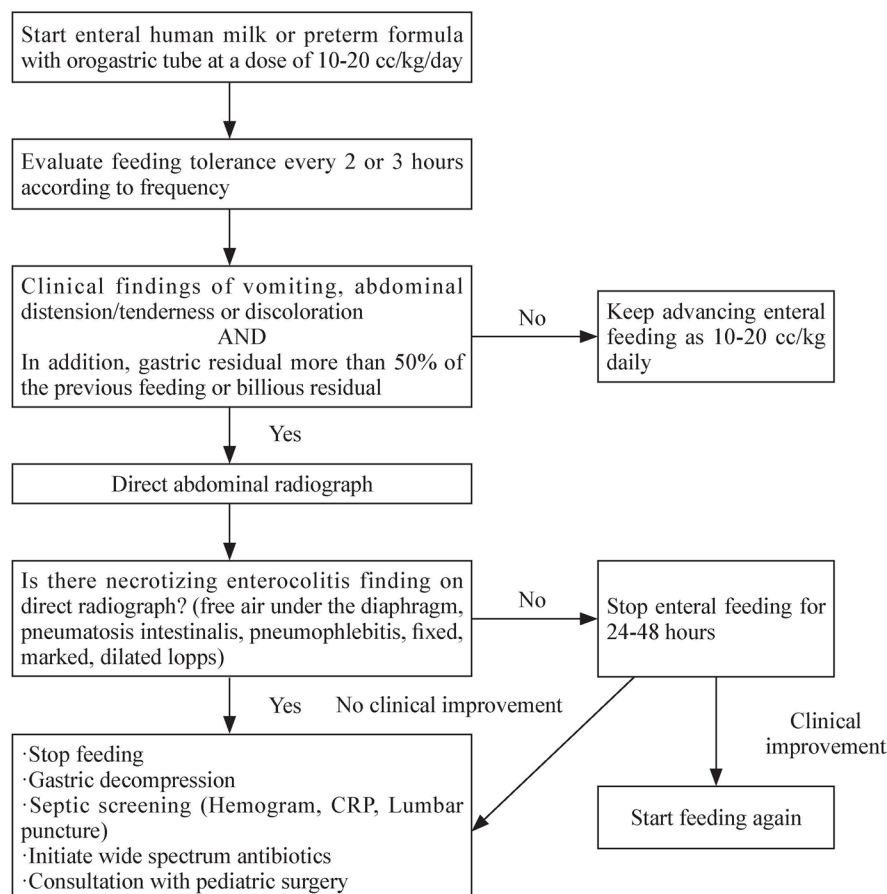 Start enteral human milk or preterm formula
with orogastric tube at a dose of 10-20 cc/kg/day
Evaluate feeding tolerance every 2 or 3 hours
according to frequency
Clinical findings of vomiting, abdominal
distension/tenderness or discoloration
AND
In addition, gastric residual more than 50% of
the previous feeding or billious residual
No
Keep advancing enteral
feeding as 10-20 cc/kg
daily
Yes
Direct abdominal radiograph
Is there necrotizing enterocolitis finding on
direct radiograph? (free air under the diaphragm,
pneumatosis intestinalis, pneumophlebitis, fixed,
marked, dilated lopps)
No
Stop enteral feeding for
24-48 hours
Yes
No clinical improvement
Clinical
improvement
·Stop feeding
·Gastric decompression
·Septic screening (Hemogram, CRP, Lumbar
puncture)
·Initiate wide spectrum antibiotics
·Consultation with pediatric surgery
Start feeding again